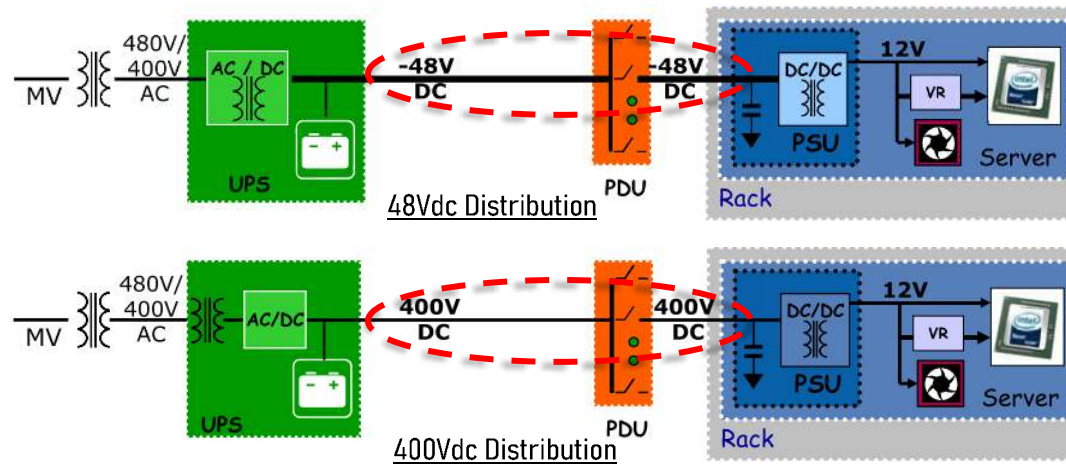 480V/
400V
AC
MV
AC / DC
- +
UPS
-48V
DC
48Vdc Distribution
-48V
DC
PDU
DC/DC
PSU
12V
VR
intel
Server
Rack
480V/
400V
AC
MV
AC/DC
- +
UPS
400V
DC
400Vdc Distribution
400V
DC
PDU
DC/DC
PSU
12V
VR
intel
Server
Rack